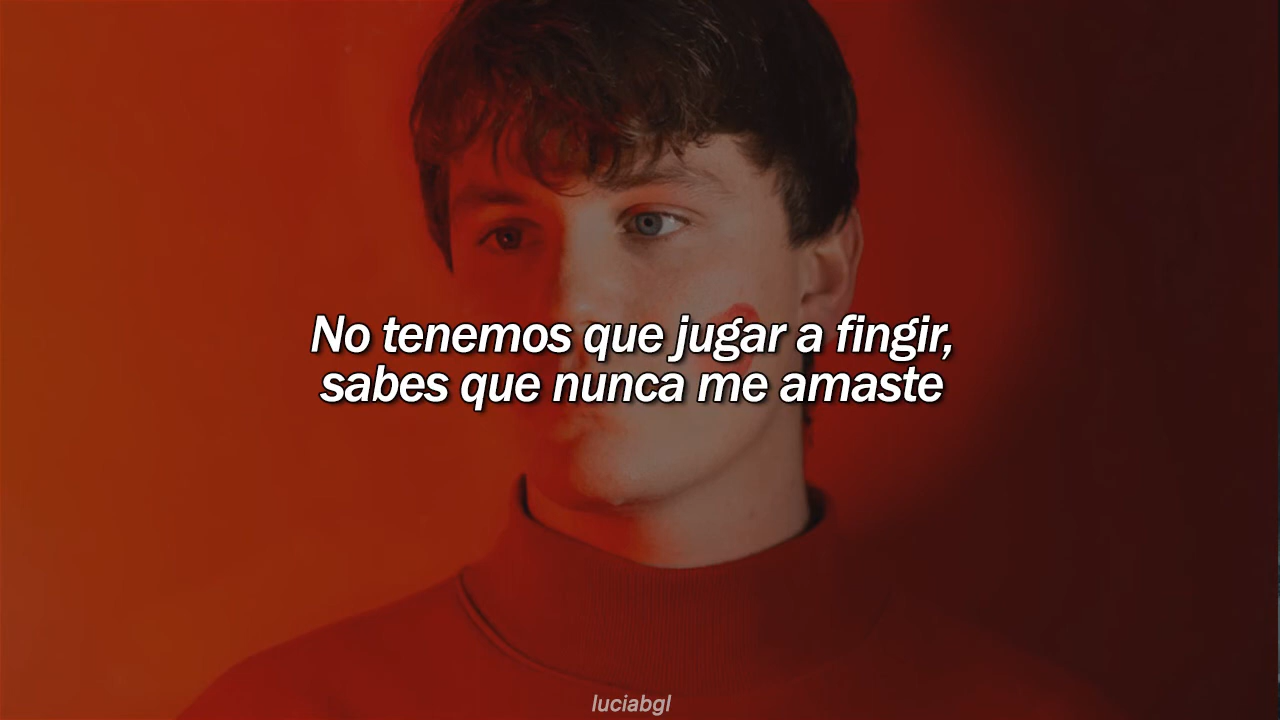 No tenemos que jugar a fingir,
sabes que nunca me amaste
luciabgl